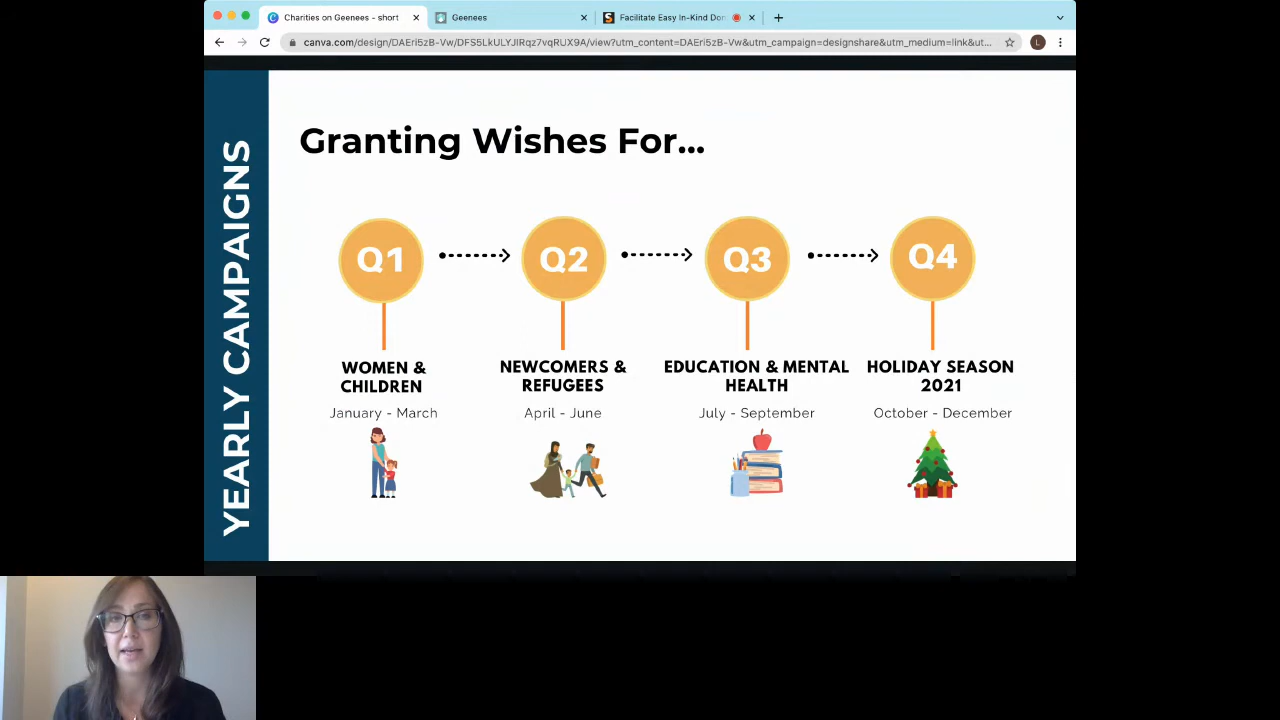 Charities on Geenees - short
Geenees
Facilitate Easy In-Kind Don
canva.com/design/DAEri5zB-Vw/DFS5LkULYJlRqz7vqRUX9A/view?utm_content=DAEri5zB-Vw&utm_campaign=designshare&utm_medium=link&ut...
L
YEARLY CAMPAIGNS
Granting Wishes For...
Q1
Q2
Q3
Q4
WOMEN &
CHILDREN
January - March
NEWCOMERS &
REFUGEES
April - June
EDUCATION & MENTAL
HEALTH
July - September
HOLIDAY SEASON
2021
October - December